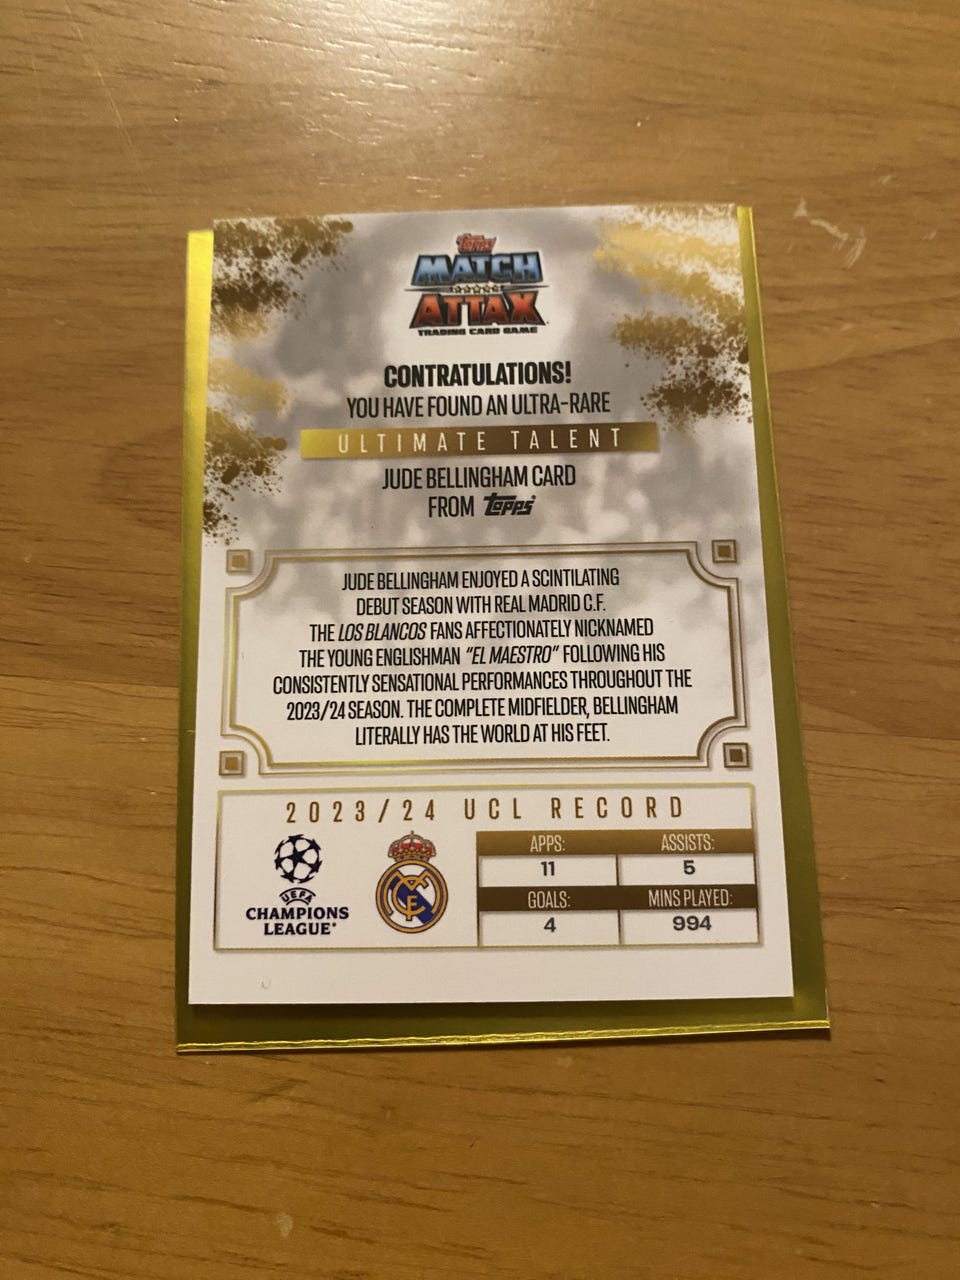 Topps
MATCH
ATTAX
TRADING CARD GAME
CONTRATULATIONS!
YOU HAVE FOUND AN ULTRA-RARE
ULTIMATE TALENT
JUDE BELLINGHAM CARD
FROM Topps
JUDE BELLINGHAM ENJOYED A SCINTILATING
DEBUT SEASON WITH REAL MADRID C.F.
THE LOS BLANCOS FANS AFFECTIONATELY NICKNAMED
THE YOUNG ENGLISHMAN "EL MAESTRO" FOLLOWING HIS
CONSISTENTLY SENSATIONAL PERFORMANCES THROUGHOUT THE
2023/24 SEASON. THE COMPLETE MIDFIELDER, BELLINGHAM
LITERALLY HAS THE WORLD AT HIS FEET.
2023/24 UCL RECORD
UEFA
CHAMPIONS
LEAGUE
APPS: ASSISTS:
11 5
GOALS: MINS PLAYED:
4 994